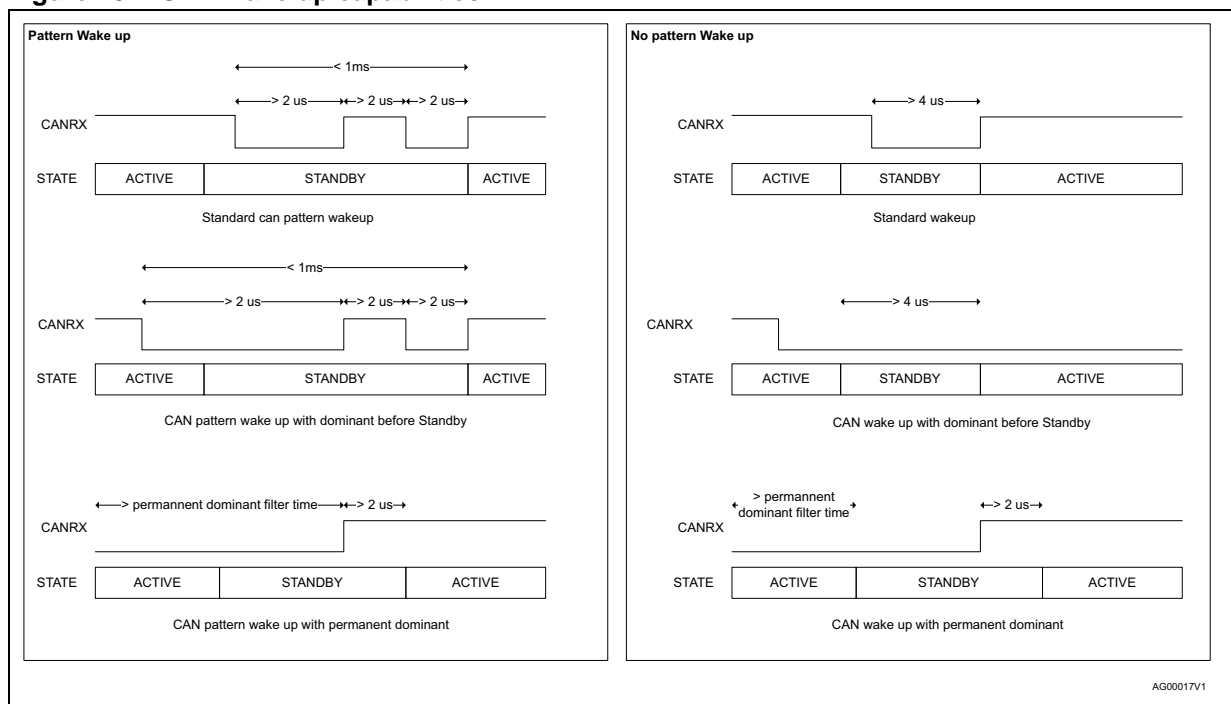 Pattern Wake up
< 1ms
> 2 us
> 2 us
> 2 us
CANRX
STATE
ACTIVE
STANDBY
ACTIVE
Standard can pattern wakeup
< 1ms
> 2 us
> 2 us
> 2 us
CANRX
STATE
ACTIVE
STANDBY
ACTIVE
CAN pattern wake up with dominant before Standby
> permannent dominant filter time
> 2 us
CANRX
STATE
ACTIVE
STANDBY
ACTIVE
CAN pattern wake up with permanent dominant
No pattern Wake up
> 4 us
CANRX
STATE
ACTIVE
STANDBY
ACTIVE
Standard wakeup
> 4 us
CANRX
STATE
ACTIVE
STANDBY
ACTIVE
CAN wake up with dominant before Standby
> permannent
dominant filter time
> 2 us
CANRX
STATE
ACTIVE
STANDBY
ACTIVE
CAN wake up with permanent dominant
AG00017V1